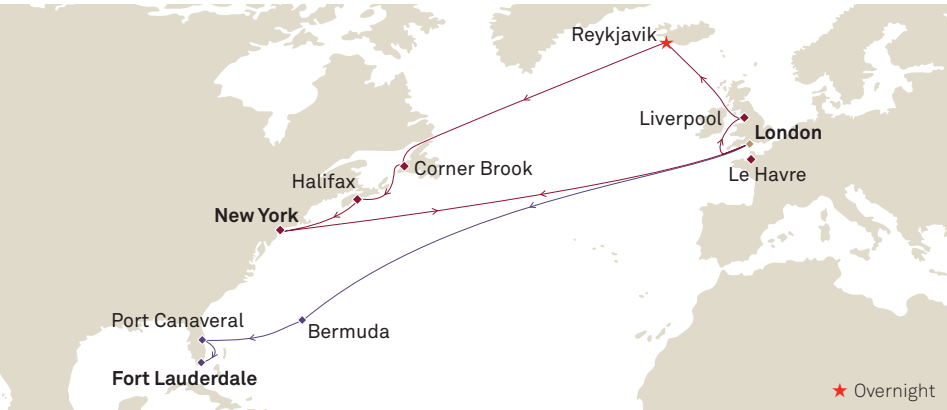 Reykjavik
Liverpool
London
Corner Brook
Le Havre
Halifax
New York
Port Canaveral
Bermuda
Fort Lauderdale
Overnight